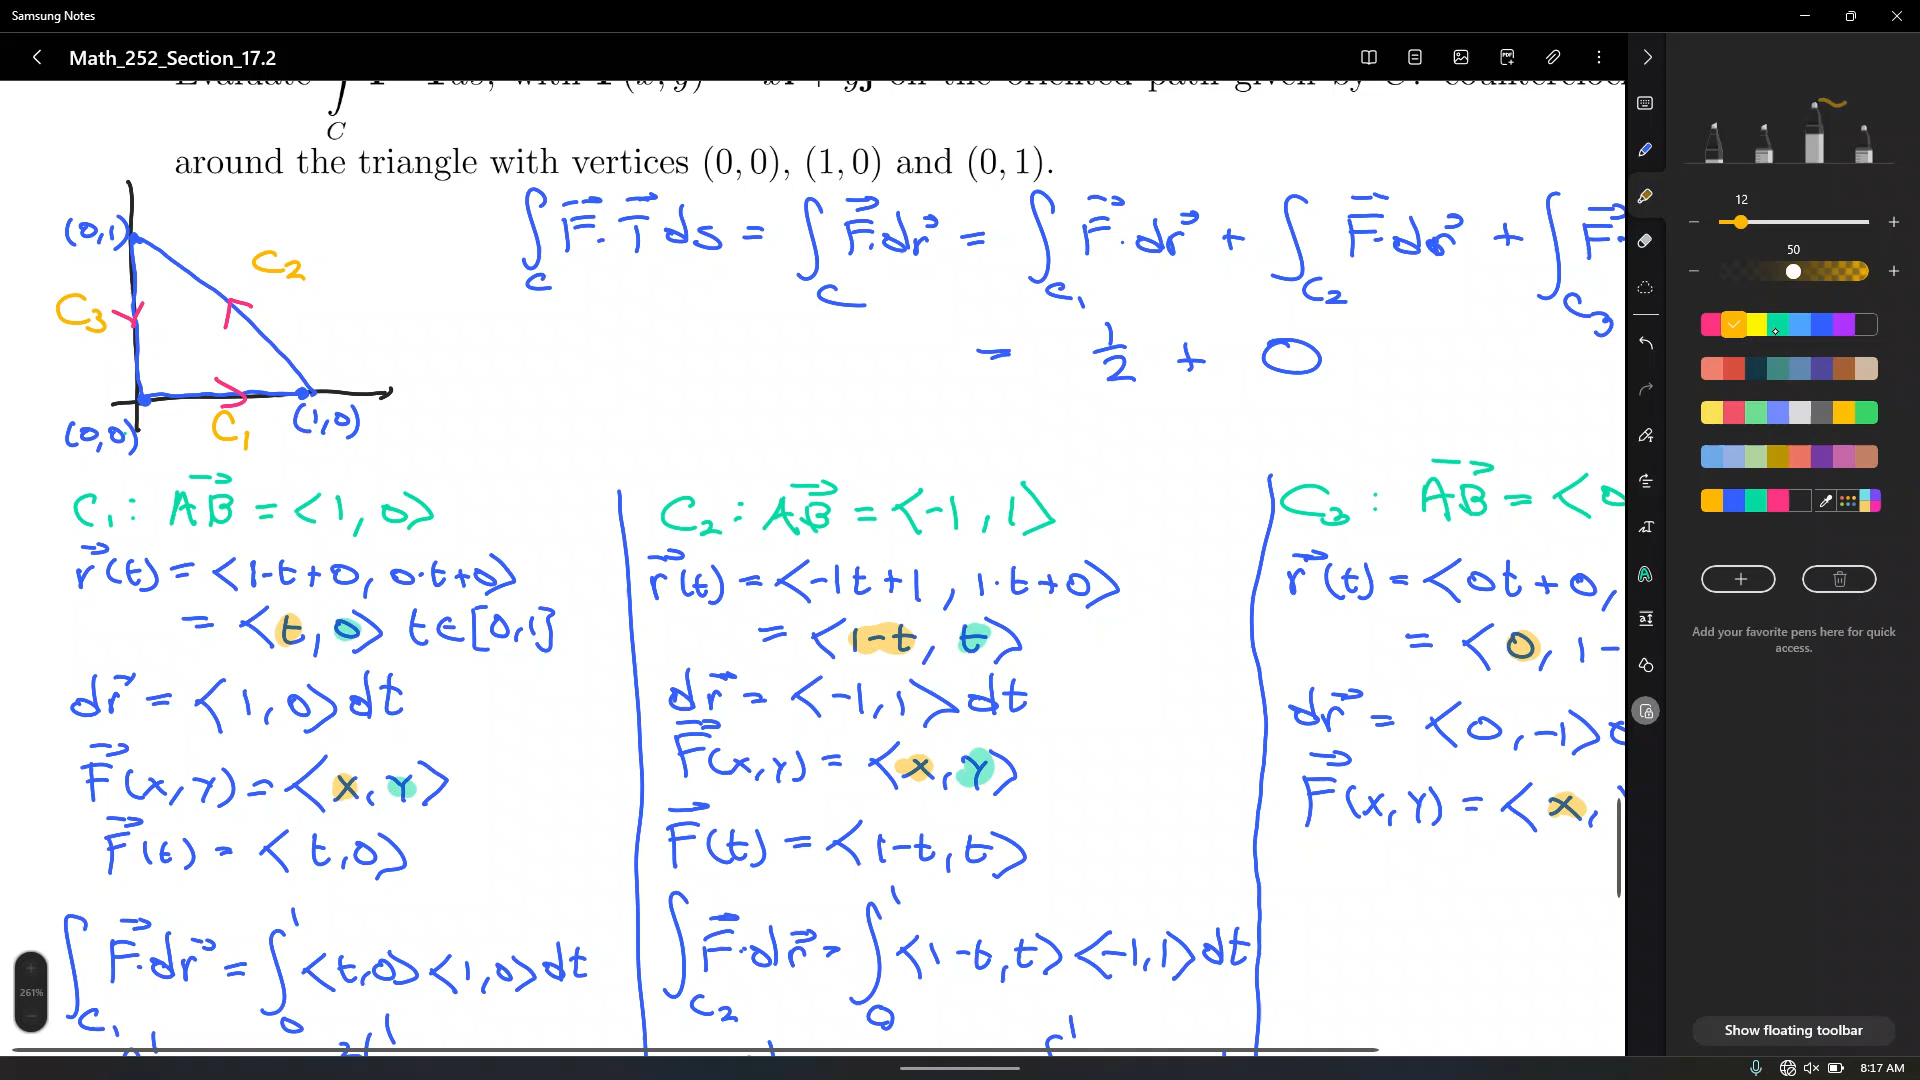 Samsung Notes
Math_252_Section_17.2
C
around the triangle with vertices (0, 0), (1, 0) and (0, 1).
(0,1)
C2
C3
(0,0)
C1
(1,0)
∫C F⃗·T⃗ ds = ∫C F⃗·dr⃗ = ∫C1 F⃗·dr⃗ + ∫C2 F⃗·dr⃗ + ∫C3 F⃗·
= 1/2 + 0
C1: AB⃗ = <1, 0>
r⃗(t) = <1·t+0, 0·t+0>
= <t, 0> t∈[0,1]
dr⃗ = <1,0>dt
F⃗(x,y) = <x, y>
F⃗(t) = <t,0>
∫C1 F⃗·dr⃗ = ∫0^1 <t,0><1,0>dt
C2: AB⃗ = <-1, 1>
r⃗(t) = <-1t+1, 1·t+0>
= <1-t, t>
dr⃗ = <-1,1>dt
F⃗(x,y) = <x,y>
F⃗(t) = <1-t, t>
∫C2 F⃗·dr⃗ = ∫0^1 <1-t,t><-1,1>dt
C3: AB⃗ = <0
r⃗(t) = <0t+0,
= <0, 1-
dr⃗ = <0,-1>
F⃗(x,y) = <x,
12
50
Add your favorite pens here for quick
access.
261%
Show floating toolbar
8:17 AM